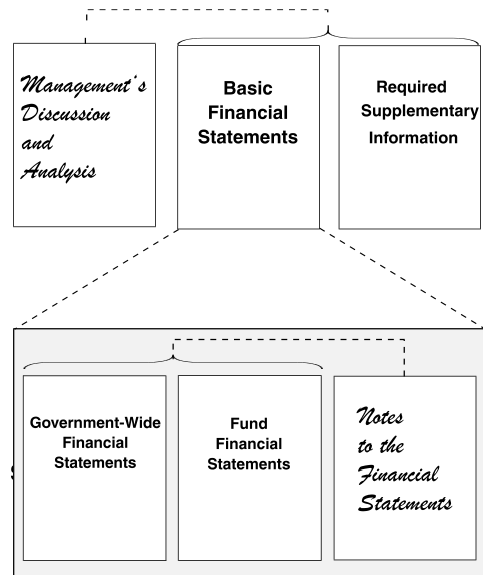 Management's
Discussion
and
Analysis
Basic
Financial
Statements
Required
Supplementary
Information
Government-Wide
Financial
Statements
Fund
Financial
Statements
Notes
to the
Financial
Statements